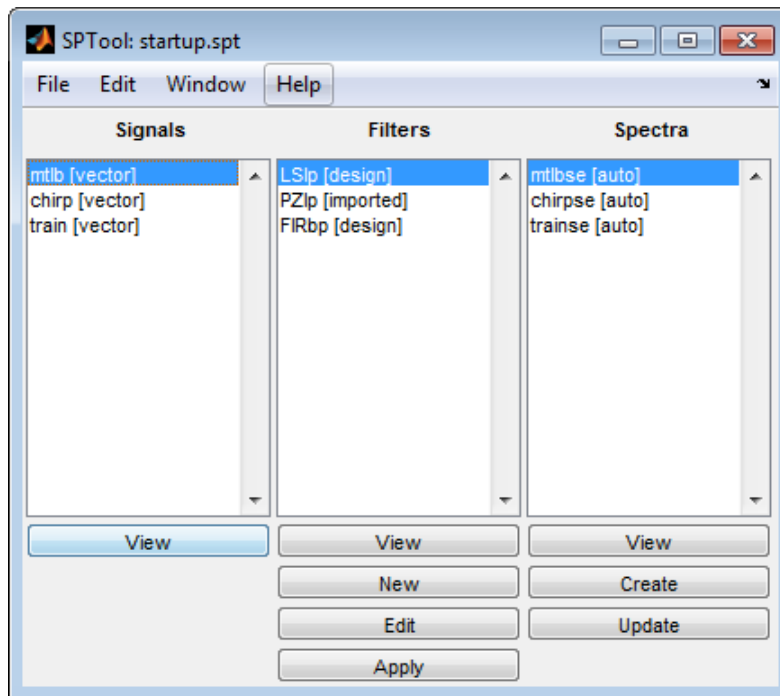 SPTool: startup.spt
File Edit Window Help
Signals Filters Spectra
mtlb [vector] LSlp [design] mtlbse [auto]
chirp [vector] PZlp [imported] chirpse [auto]
train [vector] FIRbp [design] trainse [auto]
View View View
New Create
Edit Update
Apply